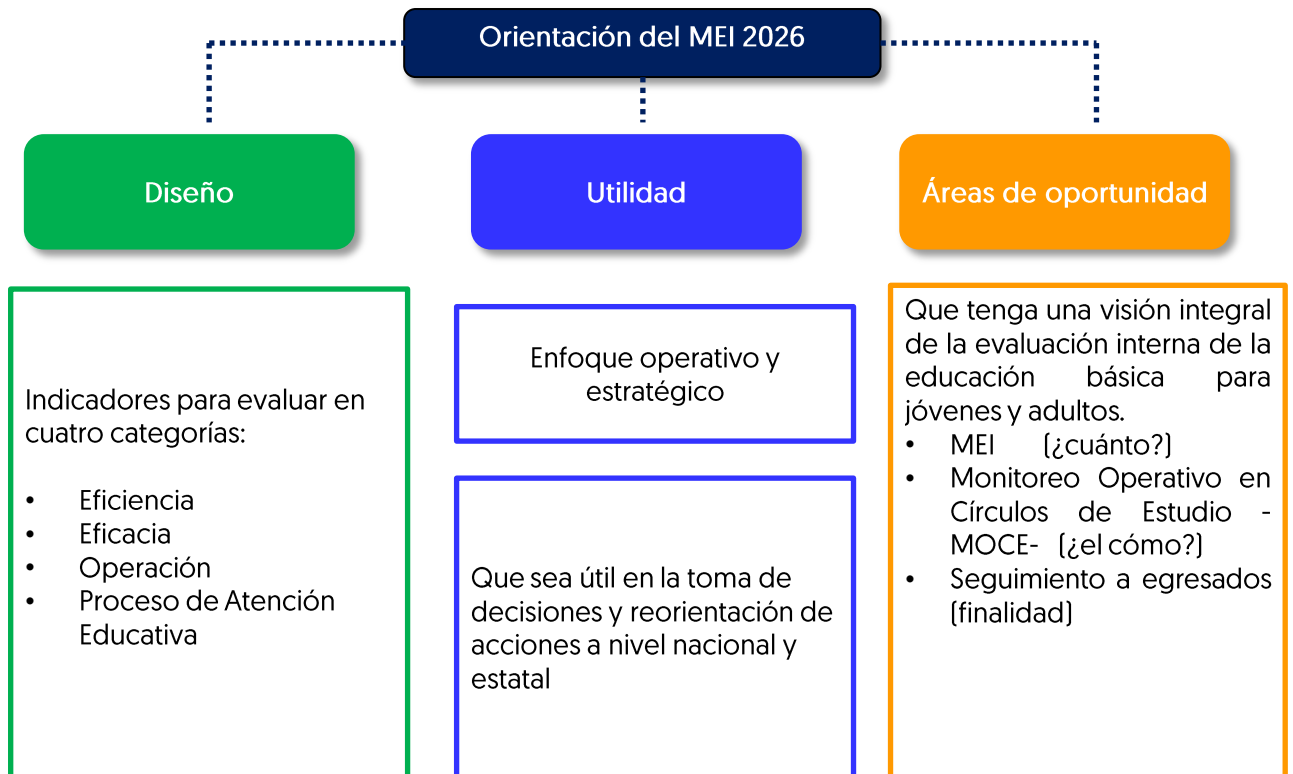 Orientación del MEI 2026
Diseño
Utilidad
Áreas de oportunidad
Indicadores para evaluar en
cuatro categorías:
• Eficiencia
• Eficacia
• Operación
• Proceso de Atención
Educativa
Enfoque operativo y
estratégico
Que sea útil en la toma de
decisiones y reorientación de
acciones a nivel nacional y
estatal
Que tenga una visión integral
de la evaluación interna de la
educación básica para
jóvenes y adultos.
• MEI (¿cuánto?)
• Monitoreo Operativo en
Círculos de Estudio -
MOCE- (¿el cómo?)
• Seguimiento a egresados
(finalidad)